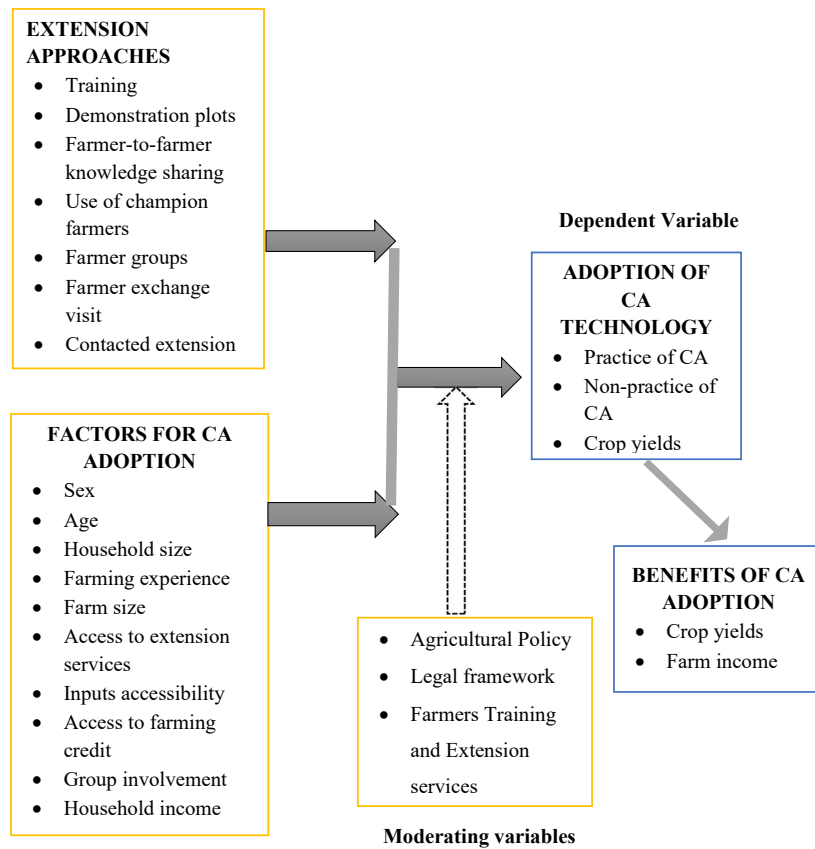 EXTENSION
APPROACHES
• Training
• Demonstration plots
• Farmer-to-farmer
knowledge sharing
• Use of champion
farmers
• Farmer groups
• Farmer exchange
visit
• Contacted extension
FACTORS FOR CA
ADOPTION
• Sex
• Age
• Household size
• Farming experience
• Farm size
• Access to extension
services
• Inputs accessibility
• Access to farming
credit
• Group involvement
• Household income
Dependent Variable
ADOPTION OF
CA
TECHNOLOGY
• Practice of CA
• Non-practice of
CA
• Crop yields
BENEFITS OF CA
ADOPTION
• Crop yields
• Farm income
• Agricultural Policy
• Legal framework
• Farmers Training
and Extension
services
Moderating variables